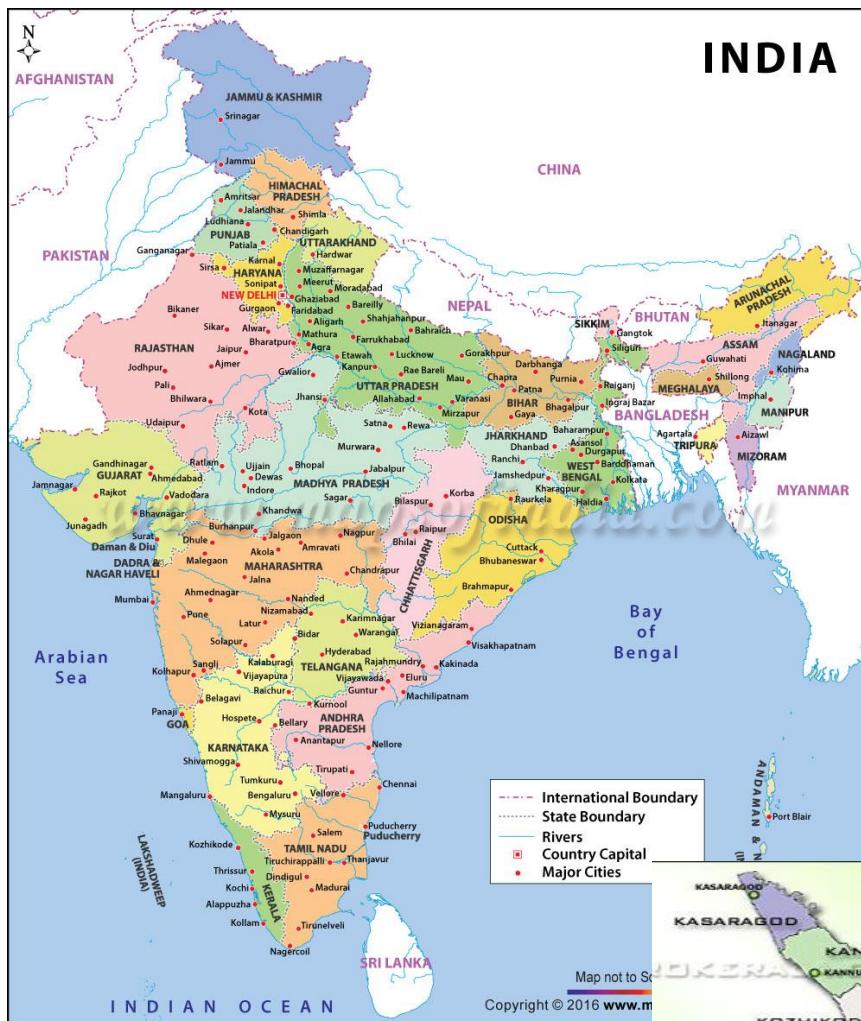 N
INDIA
AFGHANISTAN
JAMMU & KASHMIR
Srinagar
Jammu
CHINA
HIMACHAL
PRADESH
Amritsar
Jalandhar
Ludhiana
Shimla
PUNJAB
Chandigarh
Patiala
UTTARAKHAND
PAKISTAN
Ganganagar
Hardwar
Karnal
Sirsa
HARYANA
Muzaffarnagar
Sonipat
Meerut
Moradabad
NEW DELHI
Ghaziabad
Gurgaon
Faridabad
Bareilly
NEPAL
ARUNACHAL
PRADESH
Bikaner
Aligarh
Shahjahanpur
BHUTAN
SIKKIM
Itanagar
Sikar
Alwar
Mathura
Farrukhabad
Bahraich
Gangtok
ASSAM
RAJASTHAN
Bharatpur
Agra
Siliguri
NAGALAND
Jaipur
Etawah
Lucknow
Gorakhpur
Darbhanga
Guwahati
Jodhpur
Ajmer
Gwalior
Kanpur
Rae Bareli
Purnia
Kohima
UTTAR PRADESH
Mau
Chapra
Patna
Raiganj
MEGHALAYA
Shillong
Pali
Bhilwara
Jhansi
Allahabad
Varanasi
BIHAR
Bhagalpur
Ingraj Bazar
Imphal
Kota
Mirzapur
Gaya
BANGLADESH
MANIPUR
Udaipur
Satna
Rewa
JHARKHAND
Baharampur
Agartala
Aizawl
Murwara
Dhanbad
Asansol
TRIPURA
Gandhinagar
Ratlam
Ujjain
Bhopal
Ranchi
Durgapur
MIZORAM
GUJARAT
Ahmedabad
Dewas
Jabalpur
WEST
BENGAL
Barddhaman
Jamnagar
Indore
MADHYA PRADESH
Jamshedpur
Kolkata
MYANMAR
Rajkot
Vadodara
Sagar
Korba
Kharagpur
Bilaspur
Raurkela
Haldia
Junagadh
Bhavnagar
Khandwa
ODISHA
Burhanpur
Raipur
Surat
Dhule
Jalgaon
Nagpur
Bhilai
Daman & Diu
Akola
Amravati
Cuttack
DADRA &
NAGAR HAVELI
Malegaon
MAHARASHTRA
Bhubaneswar
Jalna
Chandrapur
CHHATTISGARH
Mumbai
Ahmednagar
Nanded
Brahmapur
Pune
Nizamabad
Latur
Karimnagar
Vizianagaram
Bay
of
Bengal
Solapur
Bidar
Warangal
Visakhapatnam
Arabian
Sea
Hyderabad
Kalaburagi
TELANGANA
Rajahmundry
Kakinada
Kolhapur
Sangli
Vijayapura
Vijayawada
Eluru
Raichur
Guntur
Machilipatnam
Belagavi
Kurnool
Panaji
GOA
Hospete
Bellary
ANDHRA
PRADESH
KARNATAKA
Anantapur
Nellore
Shivamogga
Tirupati
Tumkuru
Mangaluru
Bengaluru
Vellore
Chennai
Mysuru
Puducherry
Puducherry
Kozhikode
Salem
TAMIL NADU
Tiruchirappalli
Thanjavur
LAKSHADWEEP
(INDIA)
Thrissur
Dindigul
Kochi
KERALA
Madurai
Alappuzha
Kollam
Tirunelveli
Nagercoil
SRI LANKA
INDIAN OCEAN
International Boundary
State Boundary
Rivers
Country Capital
Major Cities
ANDAMAN & N
Port Blair
KASARAGOD
KASARAGOD
KAN
KANNU
KOZHIKOD
Map not to Sc
Copyright © 2016 www.m